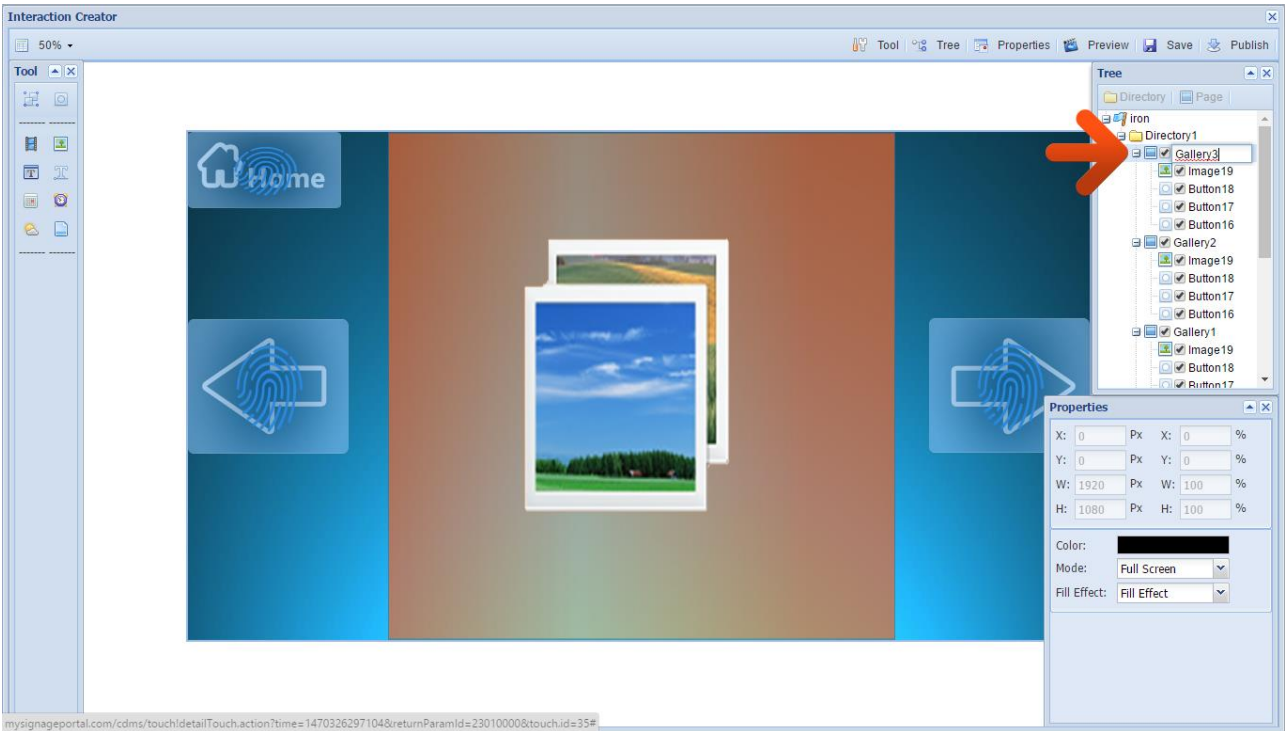 Interaction Creator
50%
Tool Tree Properties Preview Save Publish
Tool
Tree
Directory Page
iron
Directory1
Gallery3
Image19
Button18
Button17
Button16
Gallery2
Image19
Button18
Button17
Button16
Gallery1
Image19
Button18
Button17
Home
Properties
X: 0 Px X: 0 %
Y: 0 Px Y: 0 %
W: 1920 Px W: 100 %
H: 1080 Px H: 100 %
Color:
Mode: Full Screen
Fill Effect: Fill Effect
mysignageportal.com/cdms/touch!detailTouch.action?time=1470326297104&returnParamId=23010000&touch.id=35#